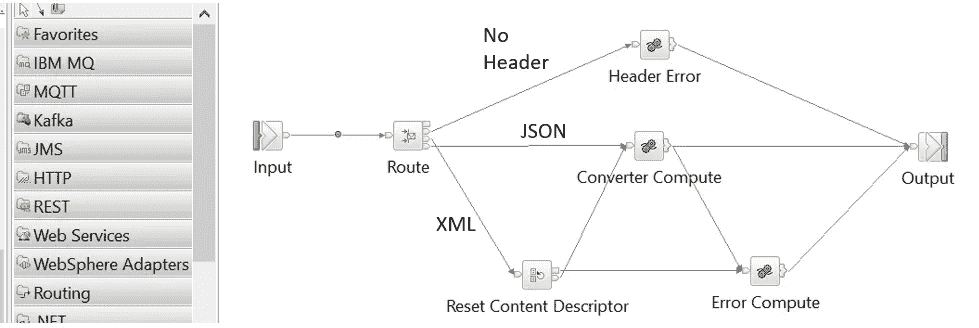 Favorites
IBM MQ
MQTT
Kafka
JMS
HTTP
REST
Web Services
WebSphere Adapters
Routing
.NET
No
Header
Header Error
JSON
Input
Route
Converter Compute
Output
XML
Reset Content Descriptor
Error Compute